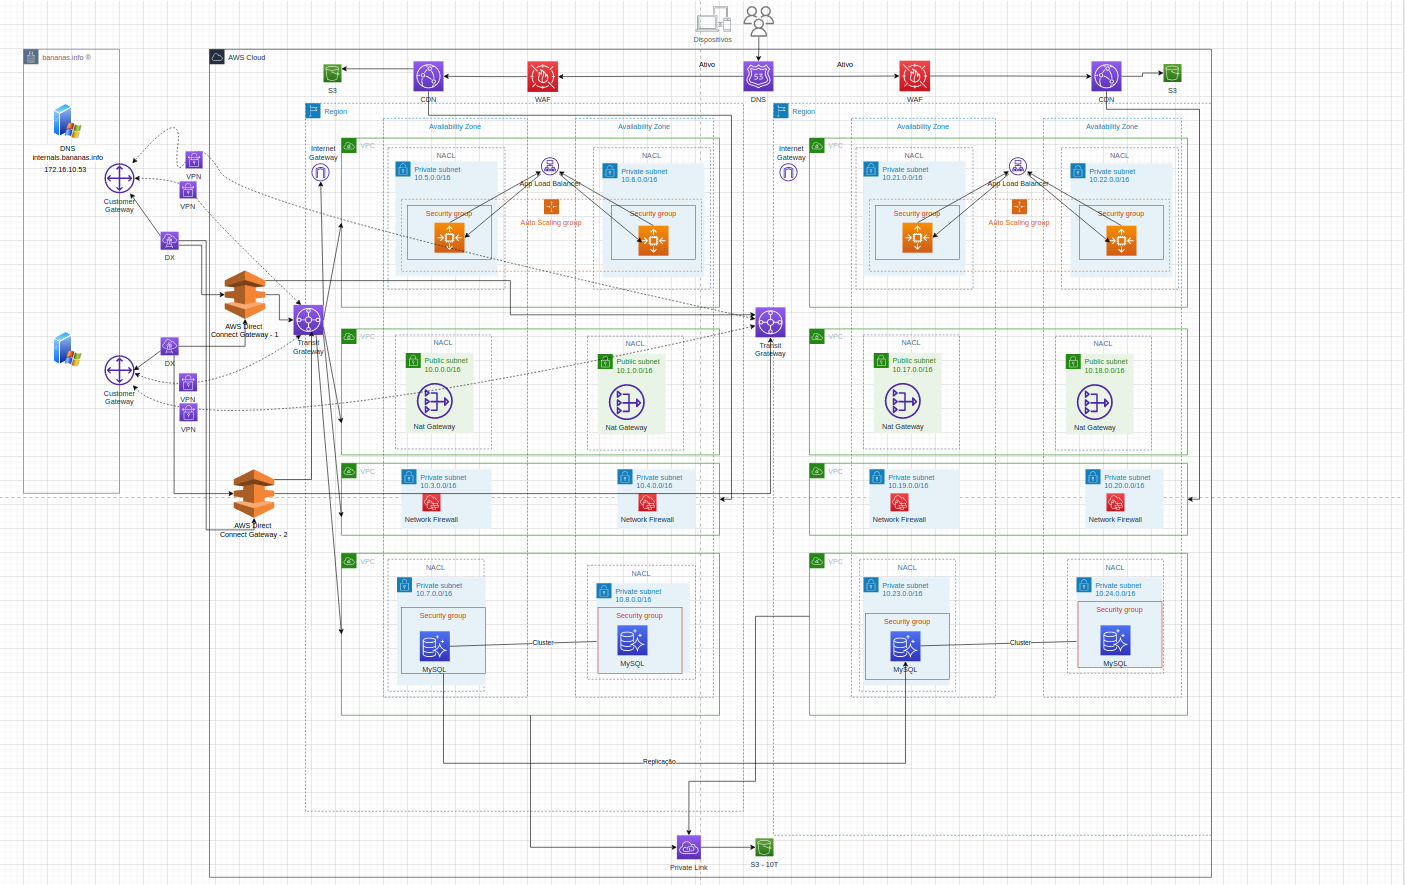 Dispositivos
bananas.info ®
AWS Cloud
S3
CDN
WAF
Ativo
53
DNS
Ativo
WAF
CDN
S3
Region
Region
Availability Zone
Availability Zone
Availability Zone
Availability Zone
DNS
internals.bananas.info
172.16.10.53
VPN
VPN
Customer
Gateway
DX
Internet
Gateway
VPC
NACL
Private subnet
10.5.0.0/16
App Load Balancer
NACL
Private subnet
10.6.0.0/16
Security group
Auto Scaling group
Security group
Internet
Gateway
VPC
NACL
Private subnet
10.21.0.0/16
App Load Balancer
NACL
Private subnet
10.22.0.0/16
Security group
Auto Scaling group
Security group
AWS Direct
Connect Gateway - 1
Transit
Gateway
Transit
Gateway
DX
Customer
Gateway
VPN
VPN
VPC
NACL
Public subnet
10.0.0.0/16
Nat Gateway
NACL
Public subnet
10.1.0.0/16
Nat Gateway
VPC
NACL
Public subnet
10.17.0.0/16
Nat Gateway
NACL
Public subnet
10.18.0.0/16
Nat Gateway
VPC
Private subnet
10.3.0.0/16
Network Firewall
Private subnet
10.4.0.0/16
Network Firewall
VPC
Private subnet
10.19.0.0/16
Network Firewall
Private subnet
10.20.0.0/16
Network Firewall
AWS Direct
Connect Gateway - 2
VPC
NACL
Private subnet
10.7.0.0/16
Security group
MySQL
Cluster
NACL
Private subnet
10.8.0.0/16
Security group
MySQL
VPC
NACL
Private subnet
10.23.0.0/16
Security group
MySQL
Cluster
NACL
Private subnet
10.24.0.0/16
Security group
MySQL
Replicação
Private Link
S3 - 10T